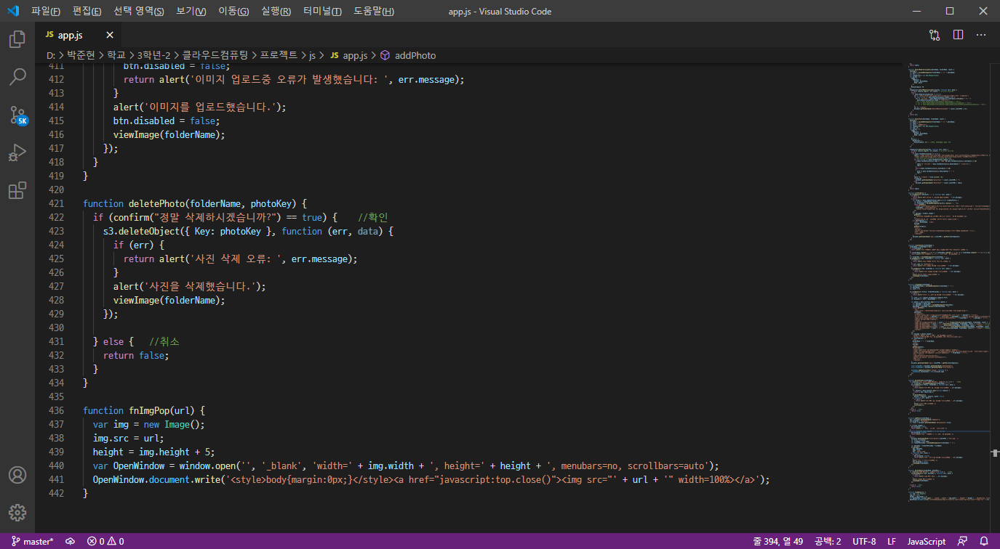 파일(F) 편집(E) 선택 영역(S) 보기(V) 이동(G) 실행(R) 터미널(T) 도움말(H) app.js - Visual Studio Code
JS app.js
D: > 박준현 > 학교 > 3학년-2 > 클라우드컴퓨팅 > 프로젝트 > js > JS app.js > addPhoto
411 btn.disabled = false;
412 return alert('이미지 업로드중 오류가 발생했습니다: ', err.message);
413 }
414 alert('이미지를 업로드했습니다.');
415 btn.disabled = false;
416 viewImage(folderName);
417 });
418 }
419 }
420
421 function deletePhoto(folderName, photoKey) {
422 if (confirm("정말 삭제하시겠습니까?") == true) { //확인
423 s3.deleteObject({ Key: photoKey }, function (err, data) {
424 if (err) {
425 return alert('사진 삭제 오류: ', err.message);
426 }
427 alert('사진을 삭제했습니다.');
428 viewImage(folderName);
429 });
430
431 } else { //취소
432 return false;
433 }
434 }
435
436 function fnImgPop(url) {
437 var img = new Image();
438 img.src = url;
439 height = img.height + 5;
440 var OpenWindow = window.open('', '_blank', 'width=' + img.width + ', height=' + height + ', menubars=no, scrollbars=auto');
441 OpenWindow.document.write('<style>body{margin:0px;}</style><a href="javascript:top.close()"><img src="' + url + '" width=100%></a>');
442 }
5K
master* 0 0 줄 394, 열 49 공백: 2 UTF-8 LF JavaScript